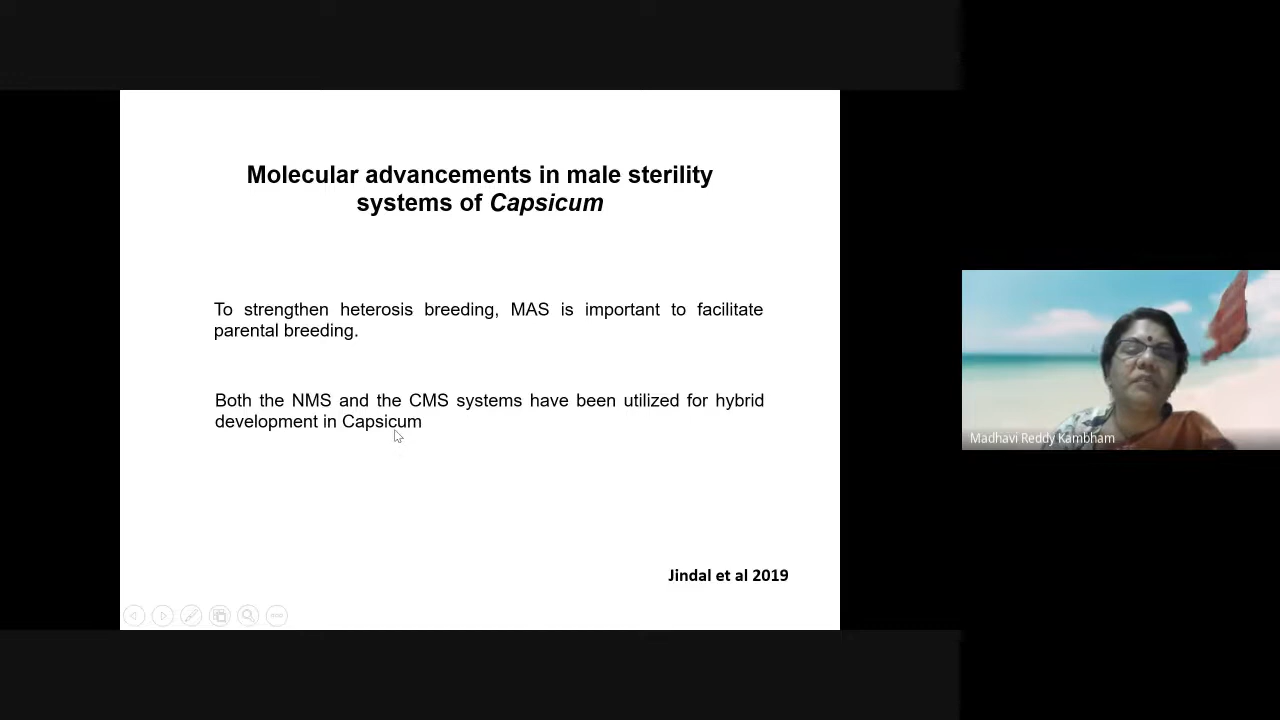 Molecular advancements in male sterility
systems of Capsicum
To strengthen heterosis breeding, MAS is important to facilitate
parental breeding.
Both the NMS and the CMS systems have been utilized for hybrid
development in Capsicum
Jindal et al 2019
Madhavi Reddy Kambham